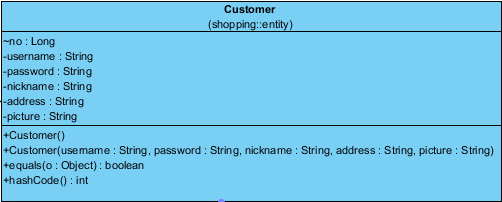 Customer
(shopping::entity)
~no : Long
-username : String
-password : String
-nickname : String
-address : String
-picture : String
+Customer()
+Customer(username : String, password : String, nickname : String, address : String, picture : String)
+equals(o : Object) : boolean
+hashCode() : int